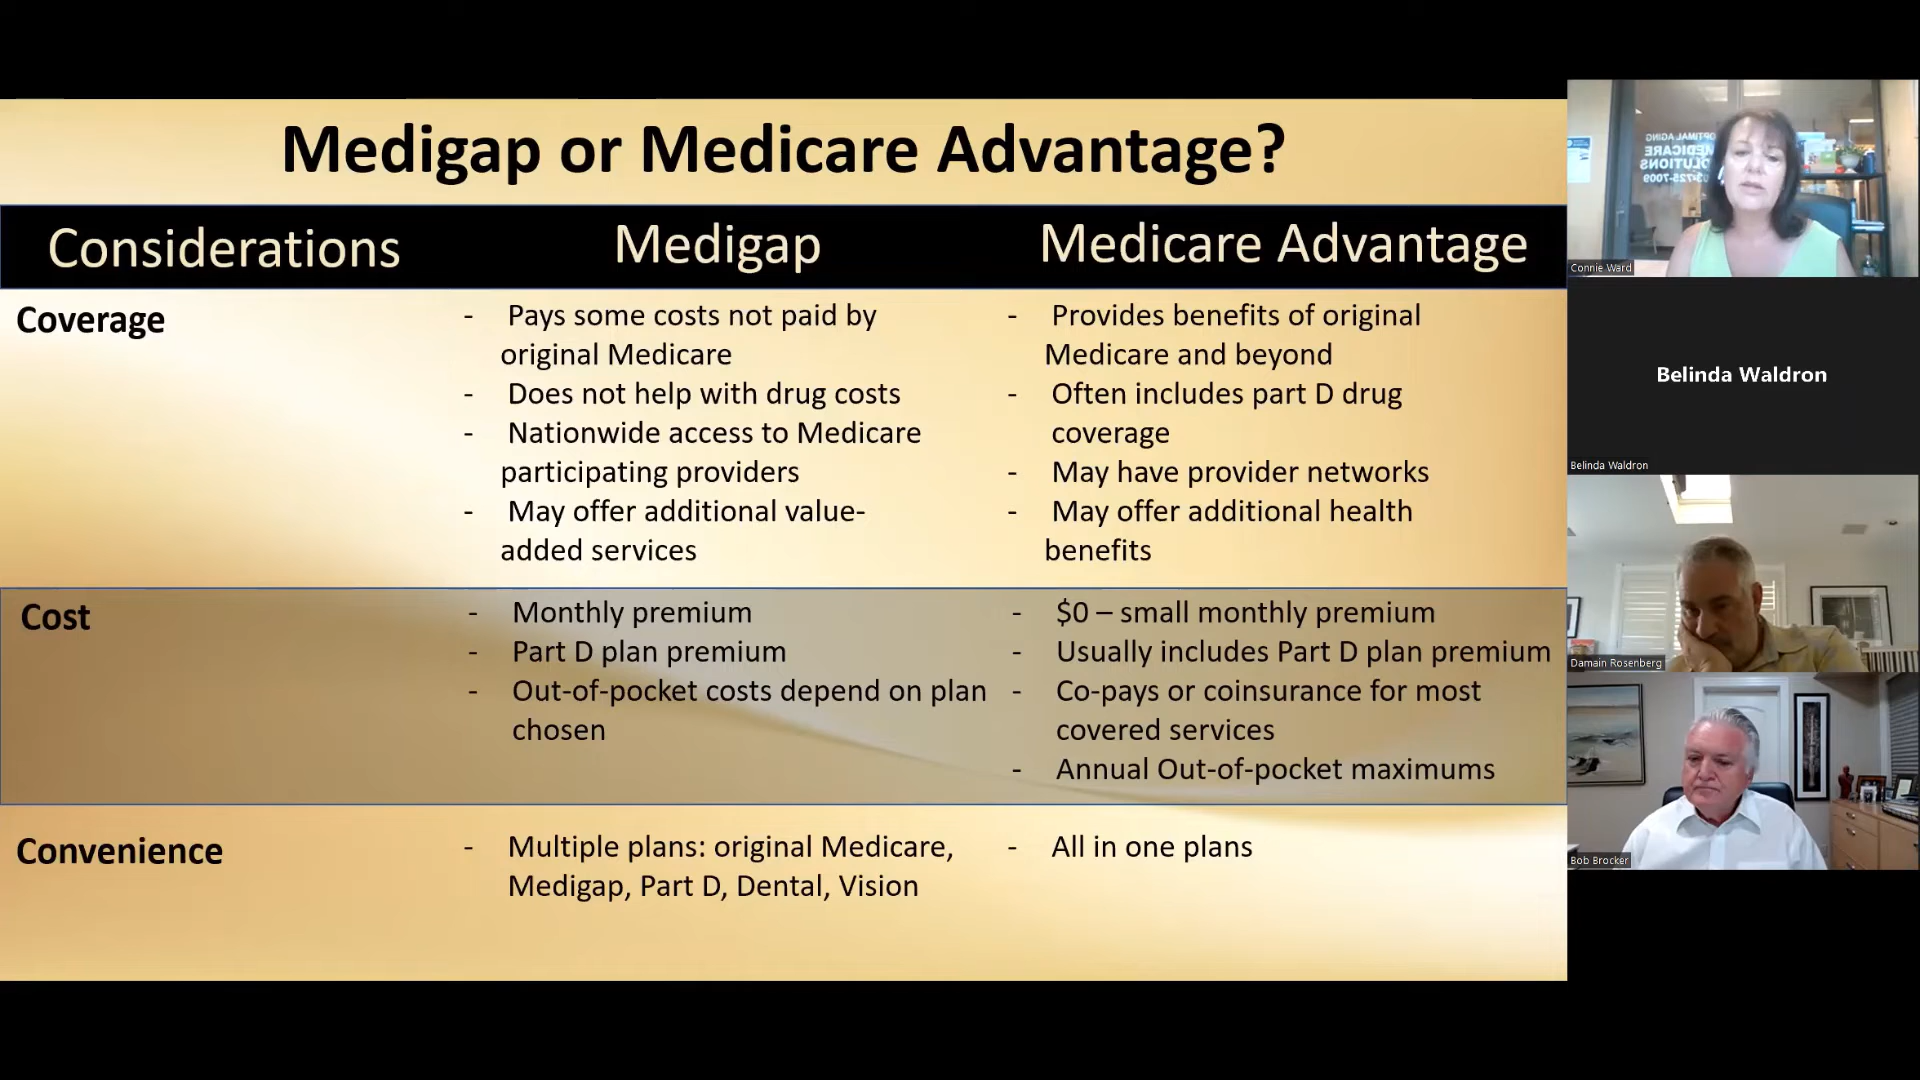 Medigap or Medicare Advantage?
Considerations
Medigap
Medicare Advantage
Coverage
- Pays some costs not paid by
original Medicare
- Does not help with drug costs
- Nationwide access to Medicare
participating providers
- May offer additional value-
added services
- Provides benefits of original
Medicare and beyond
- Often includes part D drug
coverage
- May have provider networks
- May offer additional health
benefits
Cost
- Monthly premium
- Part D plan premium
- Out-of-pocket costs depend on plan
chosen
- $0 – small monthly premium
- Usually includes Part D plan premium
- Co-pays or coinsurance for most
covered services
- Annual Out-of-pocket maximums
Convenience
- Multiple plans: original Medicare,
Medigap, Part D, Dental, Vision
- All in one plans
OPTIMAL AGING
MEDICARE
SOLUTIONS
Connie Ward
Belinda Waldron
Belinda Waldron
Damain Rosenberg
Bob Brocker